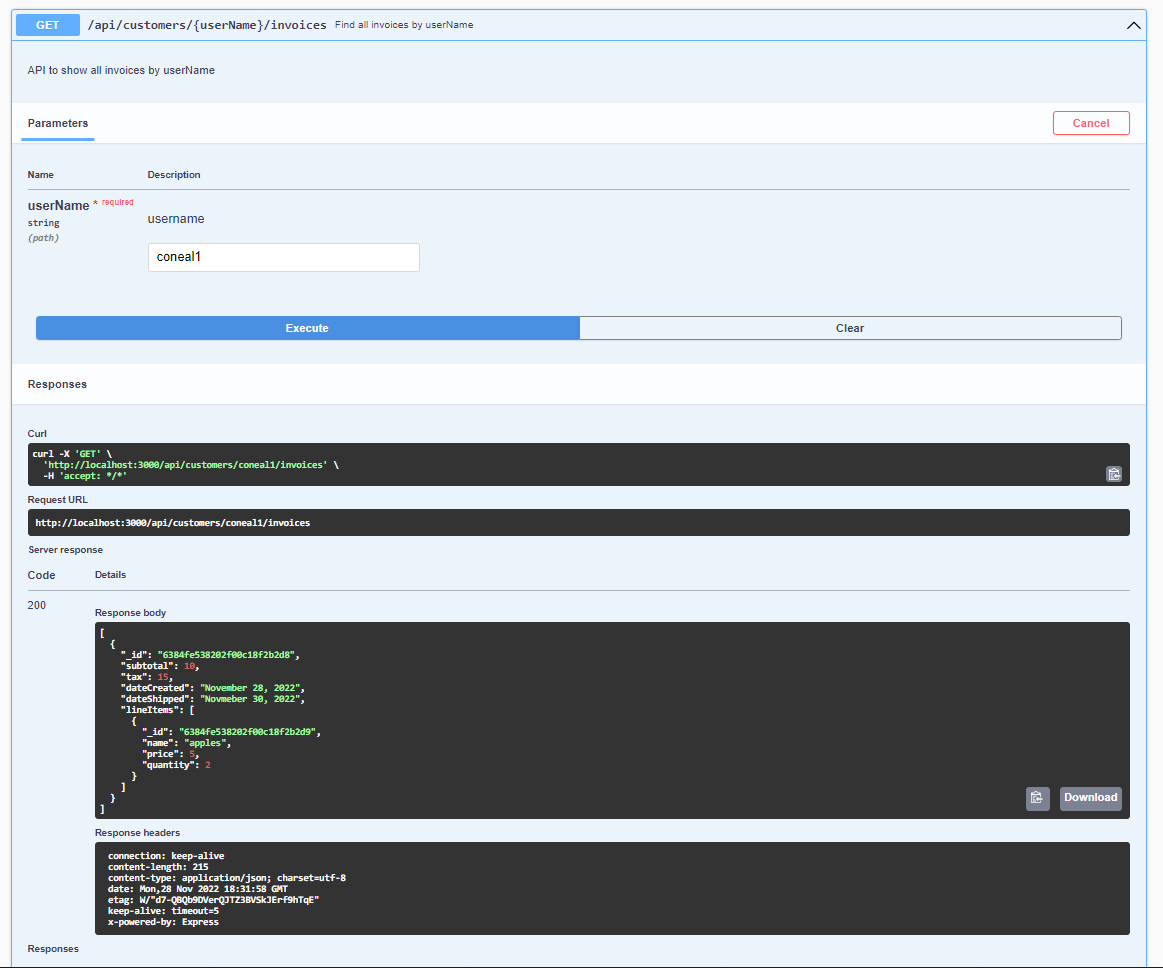 GET /api/customers/{userName}/invoices Find all invoices by userName
API to show all invoices by userName
Parameters
Cancel
Name Description
userName * required
string
(path)
username
coneal1
Execute Clear
Responses
Curl
curl -X 'GET' \
'http://localhost:3000/api/customers/coneal1/invoices' \
-H 'accept: */*'
Request URL
http://localhost:3000/api/customers/coneal1/invoices
Server response
Code Details
200
Response body
[
{
"_id": "6384fe538202f00c18f2b2d8",
"subtotal": 10,
"tax": 15,
"dateCreated": "November 28, 2022",
"dateShipped": "Novmeber 30, 2022",
"lineItems": [
{
"_id": "6384fe538202f00c18f2b2d9",
"name": "apples",
"price": 5,
"quantity": 2
}
]
}
]
Download
Response headers
connection: keep-alive
content-length: 215
content-type: application/json; charset=utf-8
date: Mon,28 Nov 2022 18:31:58 GMT
etag: W/"d7-QBQb9DVerQJTZ3BVSkJErf9hTqE"
keep-alive: timeout=5
x-powered-by: Express
Responses